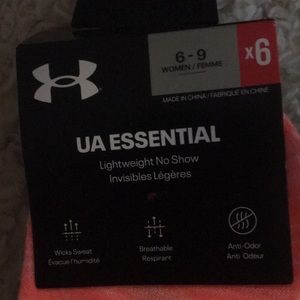 6-9
WOMEN / FEMME
x6
MADE IN CHINA / FABRIQUÉ EN CHINE
UA ESSENTIAL
Lightweight No Show
Invisibles Légères
Wicks Sweat
Évacue l'humidité
Breathable
Respirant
Anti-Odor
Anti Odeur